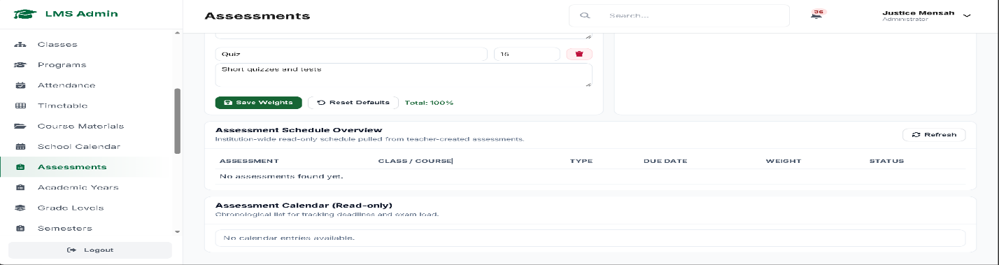 LMS Admin
Classes
Programs
Attendance
Timetable
Course Materials
School Calendar
Assessments
Academic Years
Grade Levels
Semesters
Logout
Assessments
Search...
36
Justice Mensah
Administrator
Quiz
15
Short quizzes and tests
Save Weights
Reset Defaults
Total: 100%
Assessment Schedule Overview
Institution-wide read-only schedule pulled from teacher-created assessments.
Refresh
ASSESSMENT CLASS / COURSE TYPE DUE DATE WEIGHT STATUS
No assessments found yet.
Assessment Calendar (Read-only)
Chronological list for tracking deadlines and exam load.
No calendar entries available.